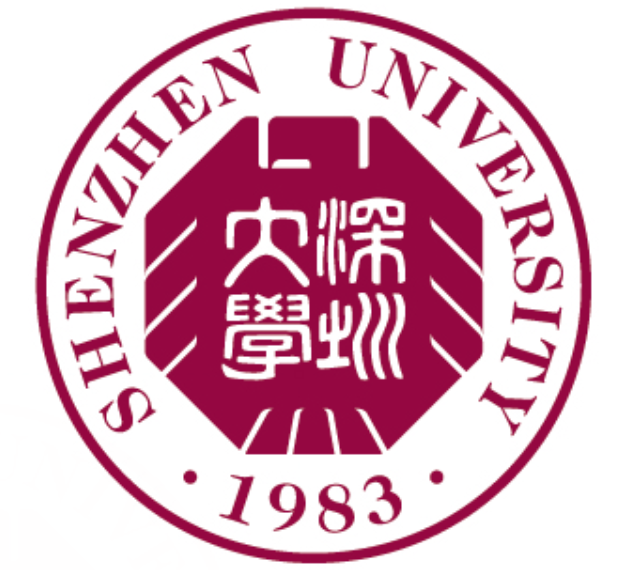 SHENZHEN UNIVERSITY
深圳
大學
· 1983 ·